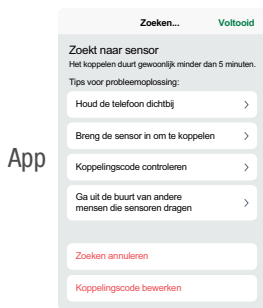 Zoeken...
Voltooid
Zoekt naar sensor
Het koppelen duurt gewoonlijk minder dan 5 minuten.
Tips voor probleemoplossing:
Houd de telefoon dichtbij
Breng de sensor in om te koppelen
App
Koppelingscode controleren
Ga uit de buurt van andere
mensen die sensoren dragen
Zoeken annuleren
Koppelingscode bewerken